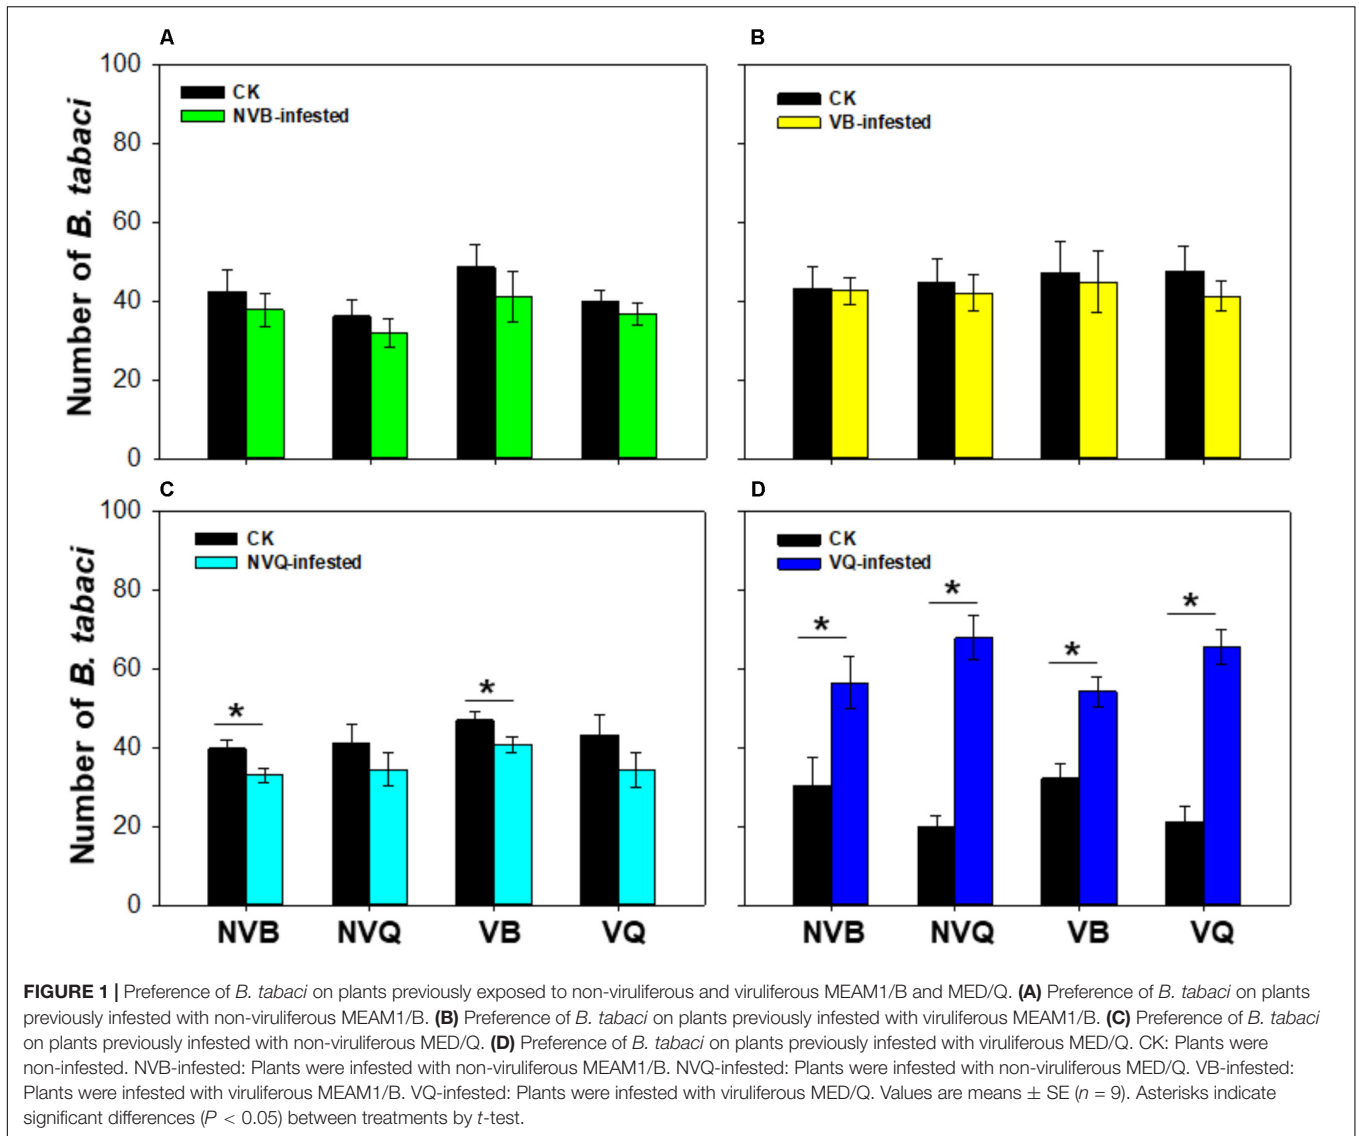 A
B
100
80
60
40
20
0
Number of B. tabaci
CK
NVB-infested
CK
VB-infested
C
D
100
80
60
40
20
0
Number of B. tabaci
CK
NVQ-infested
CK
VQ-infested
*
*
*
*
*
*
NVB NVQ VB VQ
NVB NVQ VB VQ
FIGURE 1 | Preference of B. tabaci on plants previously exposed to non-viruliferous and viruliferous MEAM1/B and MED/Q. (A) Preference of B. tabaci on plants
previously infested with non-viruliferous MEAM1/B. (B) Preference of B. tabaci on plants previously infested with viruliferous MEAM1/B. (C) Preference of B. tabaci
on plants previously infested with non-viruliferous MED/Q. (D) Preference of B. tabaci on plants previously infested with viruliferous MED/Q. CK: Plants were
non-infested. NVB-infested: Plants were infested with non-viruliferous MEAM1/B. NVQ-infested: Plants were infested with non-viruliferous MED/Q. VB-infested:
Plants were infested with viruliferous MEAM1/B. VQ-infested: Plants were infested with viruliferous MED/Q. Values are means ± SE (n = 9). Asterisks indicate
significant differences (P < 0.05) between treatments by t-test.